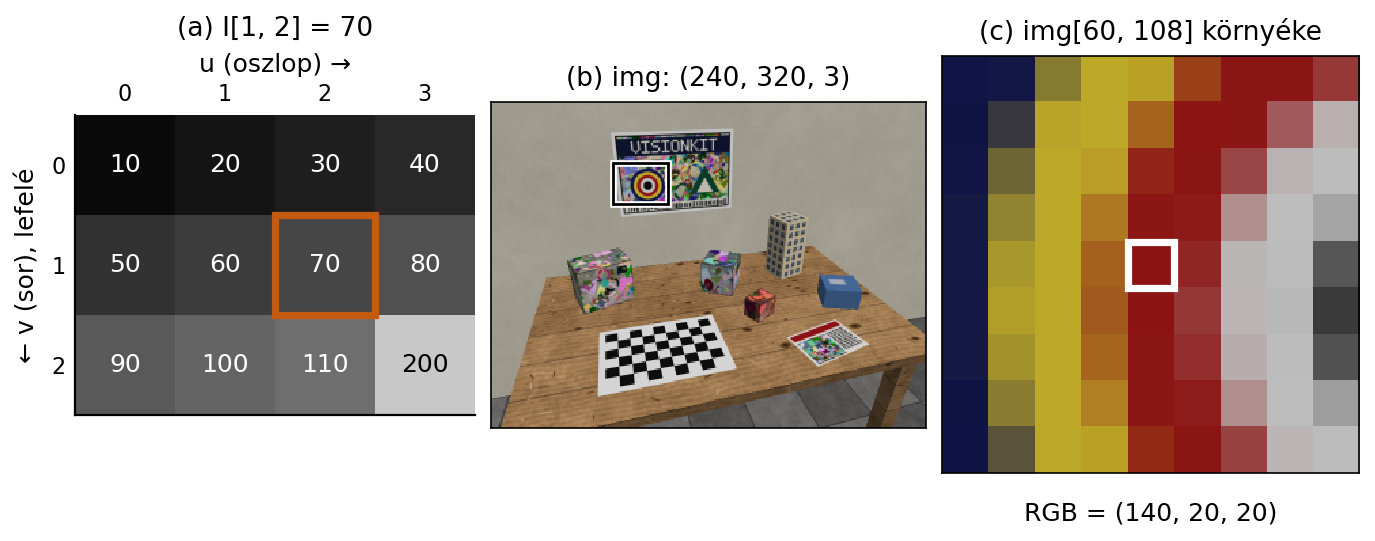 (a) I[1, 2] = 70
u (oszlop) →
0 1 2 3
← v (sor), lefelé
0 10 20 30 40
1 50 60 70 80
2 90 100 110 200
(b) img: (240, 320, 3)
VISIONKIT
(c) img[60, 108] környéke
RGB = (140, 20, 20)